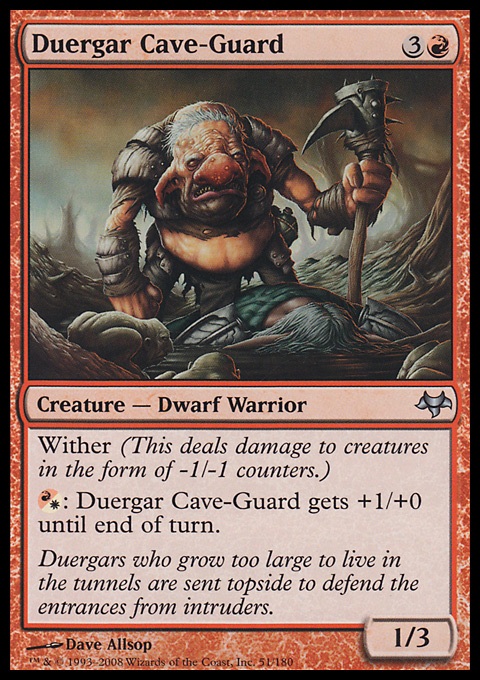 Duergar Cave-Guard 3
Creature — Dwarf Warrior
Wither (This deals damage to creatures
in the form of -1/-1 counters.)
: Duergar Cave-Guard gets +1/+0
until end of turn.
Duergars who grow too large to live in
the tunnels are sent topside to defend the
entrances from intruders.
Dave Allsop
1/3
™ & © 1993–2008 Wizards of the Coast, Inc. 51/180